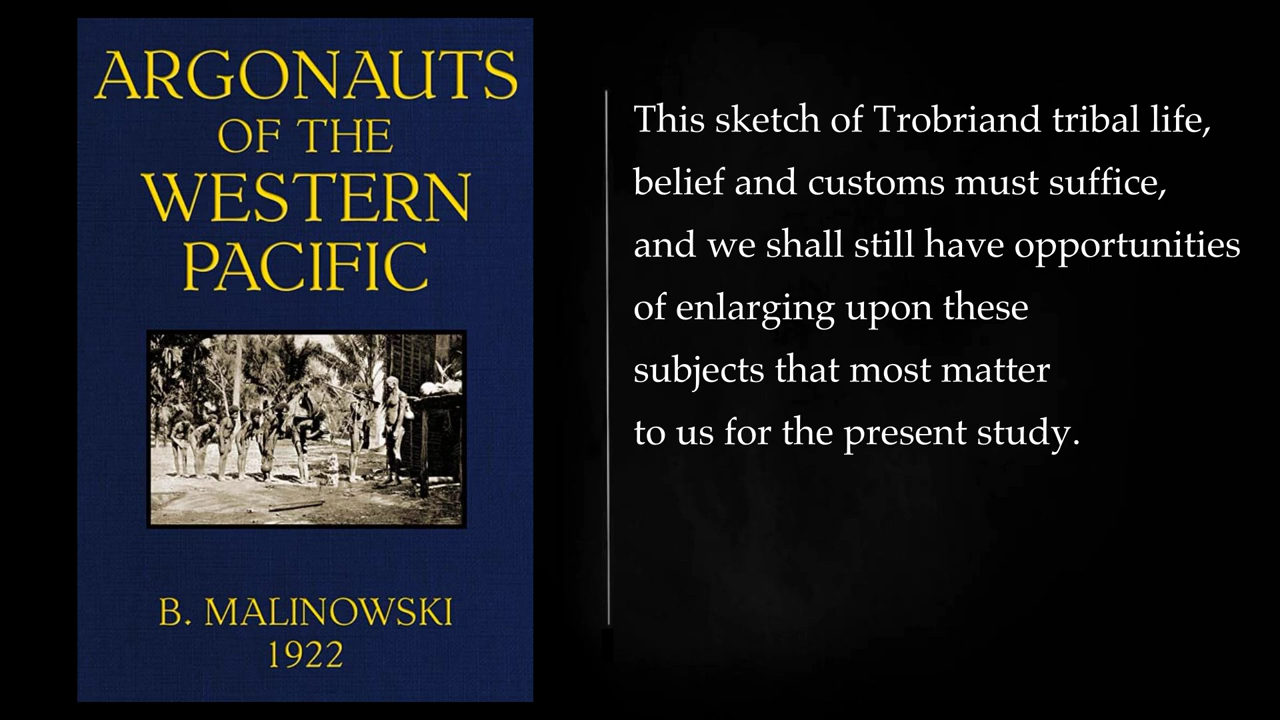 ARGONAUTS
OF THE
WESTERN
PACIFIC
B. MALINOWSKI
1922
This sketch of Trobriand tribal life,
belief and customs must suffice,
and we shall still have opportunities
of enlarging upon these
subjects that most matter
to us for the present study.